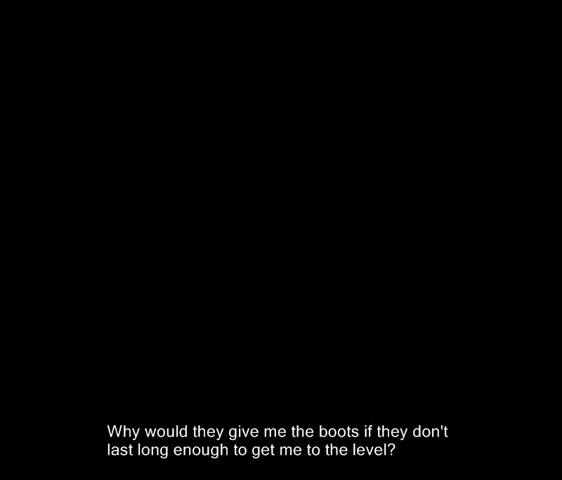 Why would they give me the boots if they don't
last long enough to get me to the level?